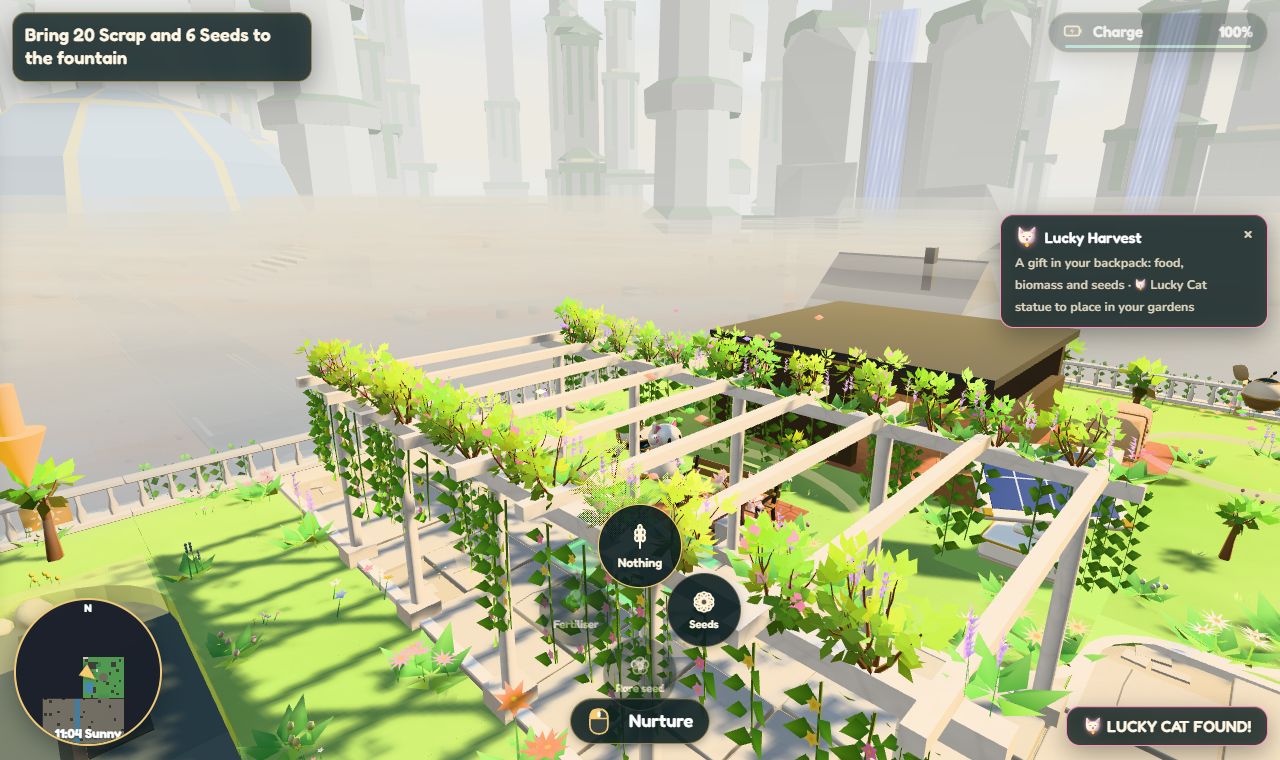 Bring 20 Scrap and 6 Seeds to
the fountain
Charge 100%
Lucky Harvest ×
A gift in your backpack: food,
biomass and seeds · Lucky Cat
statue to place in your gardens
Nothing
Fertiliser
Seeds
Rare seed
Nurture
N
11:04 Sunny
LUCKY CAT FOUND!